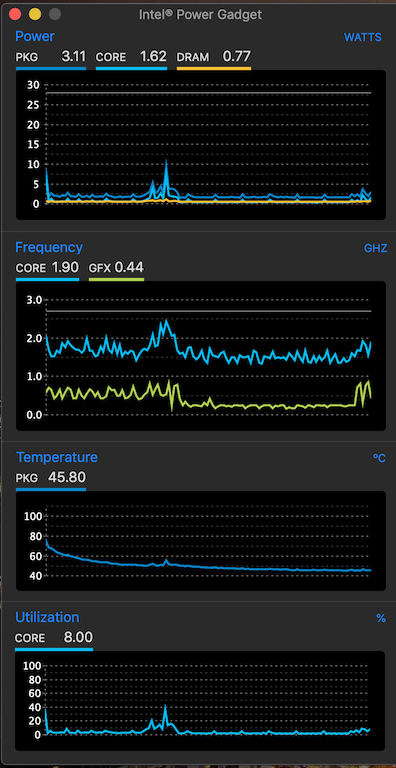 Intel® Power Gadget
Power WATTS
PKG 3.11 CORE 1.62 DRAM 0.77
30
25
20
15
10
5
0
Frequency GHZ
CORE 1.90 GFX 0.44
3.0
2.0
1.0
0.0
Temperature °C
PKG 45.80
100
80
60
40
Utilization %
CORE 8.00
100
80
60
40
20
0